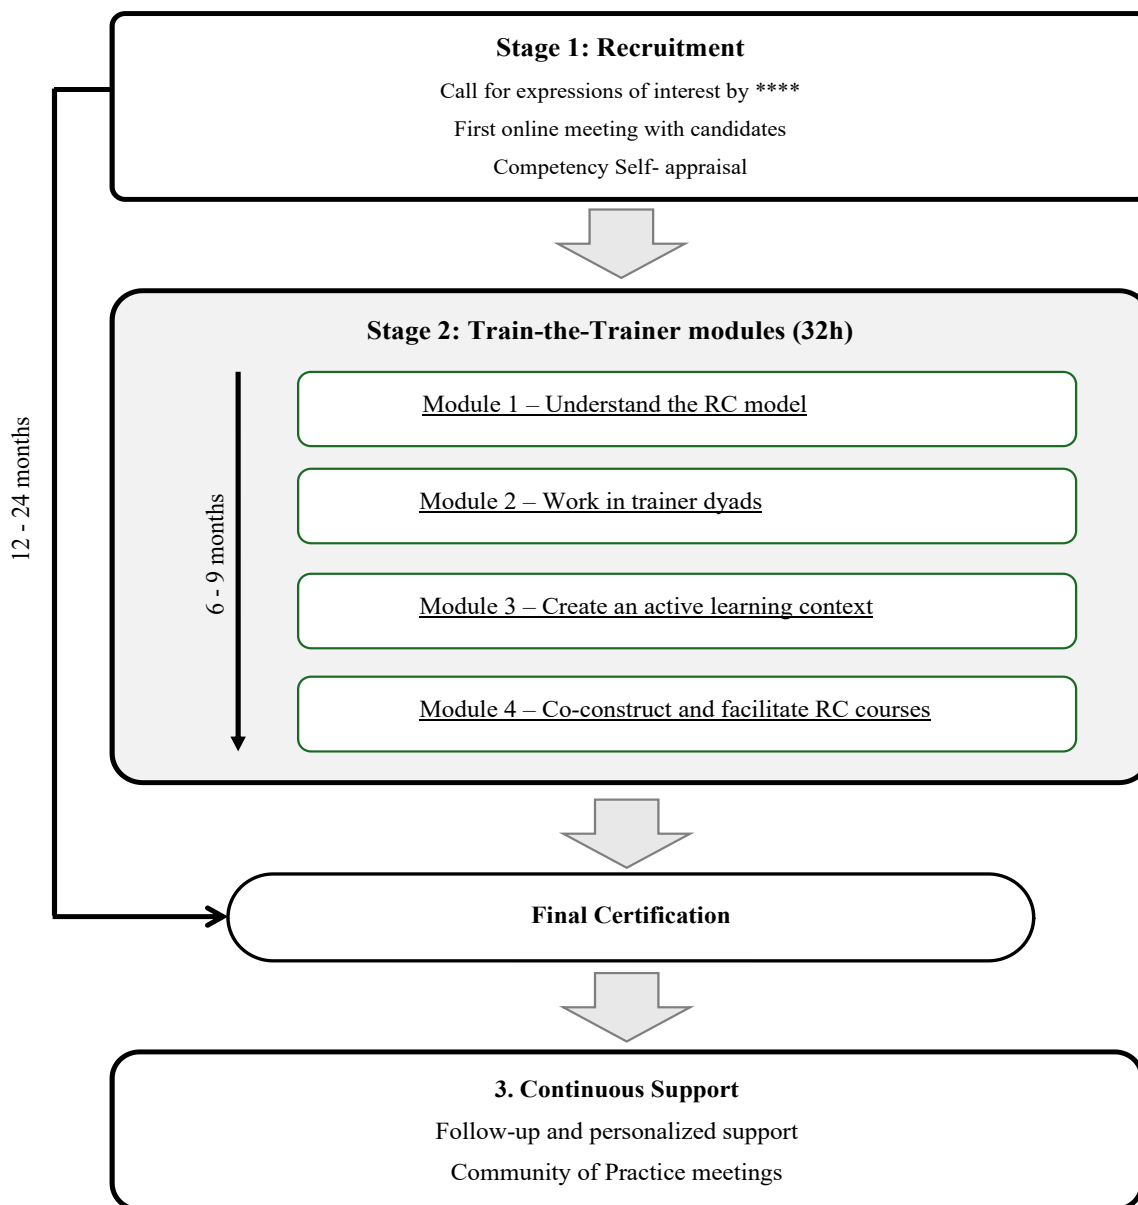 Stage 1: Recruitment
Call for expressions of interest by ****
First online meeting with candidates
Competency Self- appraisal
Stage 2: Train-the-Trainer modules (32h)
Module 1 – Understand the RC model
Module 2 – Work in trainer dyads
Module 3 – Create an active learning context
Module 4 – Co-construct and facilitate RC courses
6 - 9 months
12 - 24 months
Final Certification
3. Continuous Support
Follow-up and personalized support
Community of Practice meetings